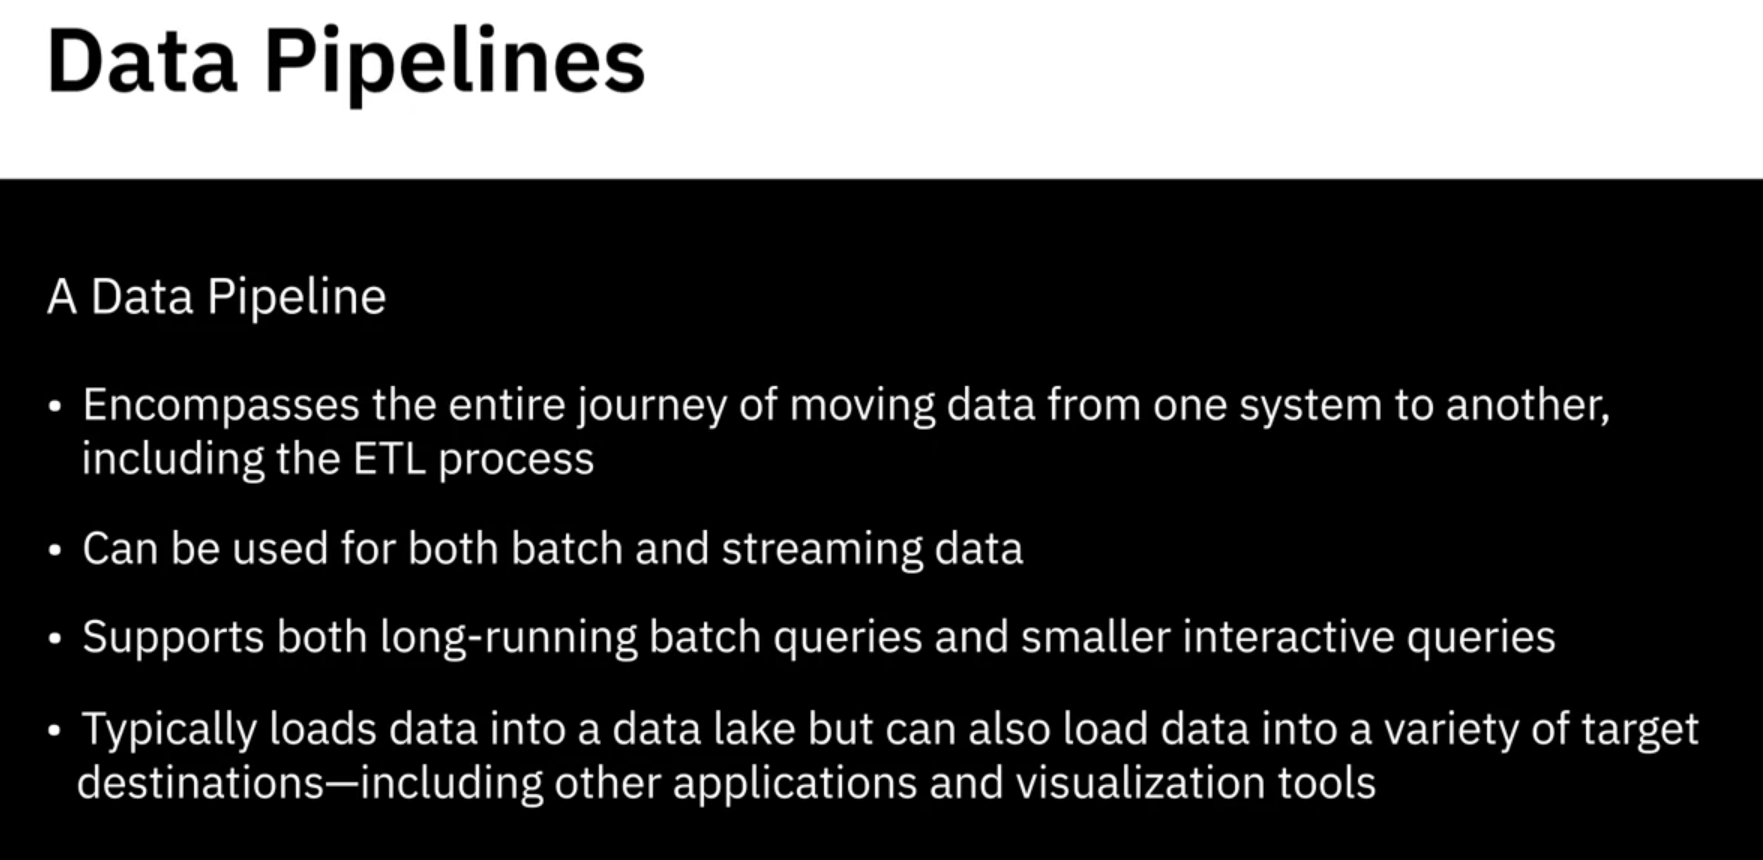 Data Pipelines
A Data Pipeline
• Encompasses the entire journey of moving data from one system to another,
including the ETL process
• Can be used for both batch and streaming data
• Supports both long-running batch queries and smaller interactive queries
• Typically loads data into a data lake but can also load data into a variety of target
destinations—including other applications and visualization tools